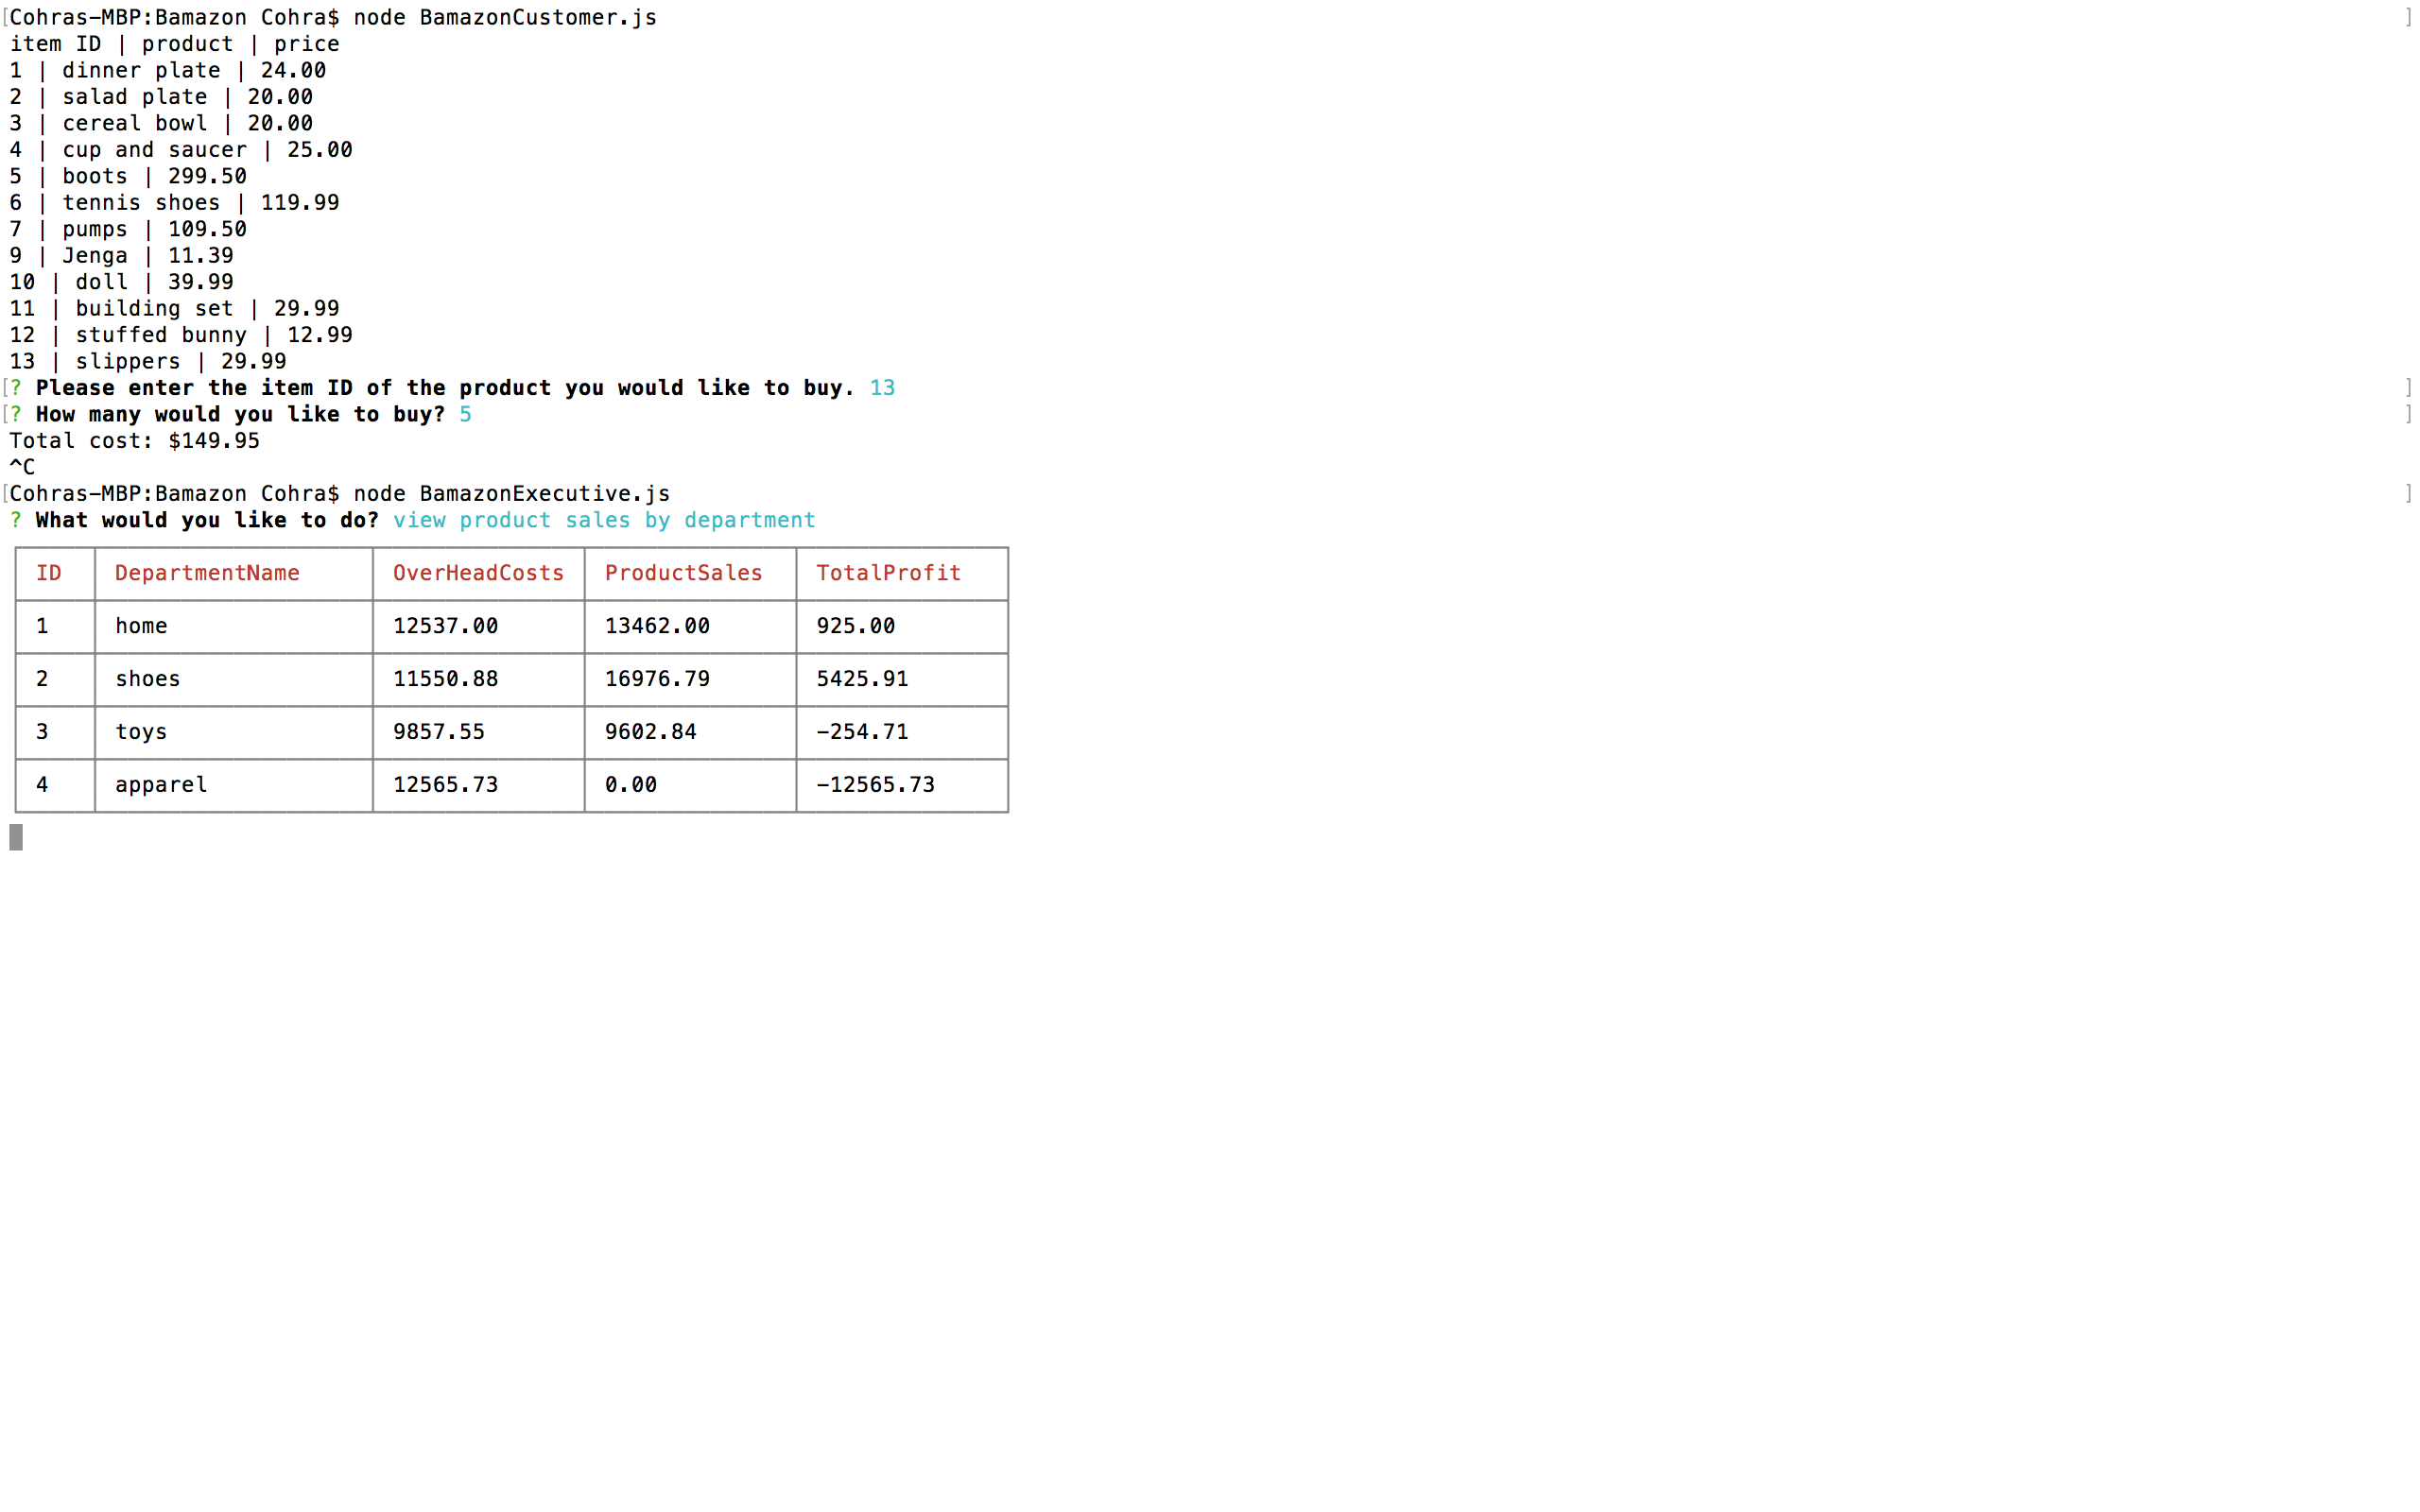 [Cohras-MBP:Bamazon Cohra$ node BamazonCustomer.js ]
item ID | product | price
1 | dinner plate | 24.00
2 | salad plate | 20.00
3 | cereal bowl | 20.00
4 | cup and saucer | 25.00
5 | boots | 299.50
6 | tennis shoes | 119.99
7 | pumps | 109.50
9 | Jenga | 11.39
10 | doll | 39.99
11 | building set | 29.99
12 | stuffed bunny | 12.99
13 | slippers | 29.99
[? Please enter the item ID of the product you would like to buy. 13 ]
[? How many would you like to buy? 5 ]
Total cost: $149.95
^C
[Cohras-MBP:Bamazon Cohra$ node BamazonExecutive.js ]
? What would you like to do? view product sales by department
ID DepartmentName OverHeadCosts ProductSales TotalProfit
1 home 12537.00 13462.00 925.00
2 shoes 11550.88 16976.79 5425.91
3 toys 9857.55 9602.84 -254.71
4 apparel 12565.73 0.00 -12565.73